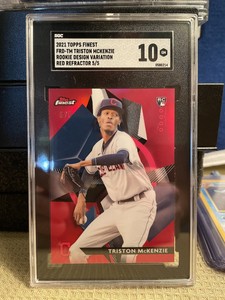 SGC
2021 TOPPS FINEST
FRD-TM TRISTON MCKENZIE
ROOKIE DESIGN VARIATION
RED REFRACTOR 5/5
10
FINEST
RC
TRISTON McKENZIE